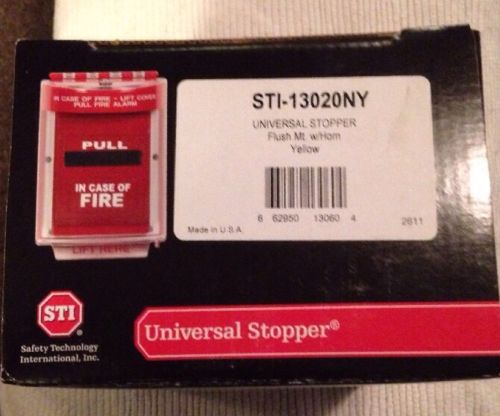 IN CASE OF FIRE - LIFT COVER
PULL FIRE ALARM
PULL
IN CASE OF
FIRE
LIFT HERE
STI-13020NY
UNIVERSAL STOPPER
Flush Mt. w/Horn
Yellow
6 62950 13060 4
Made in U.S.A.
2611
STI
®
Safety Technology
International, Inc.
Universal Stopper®